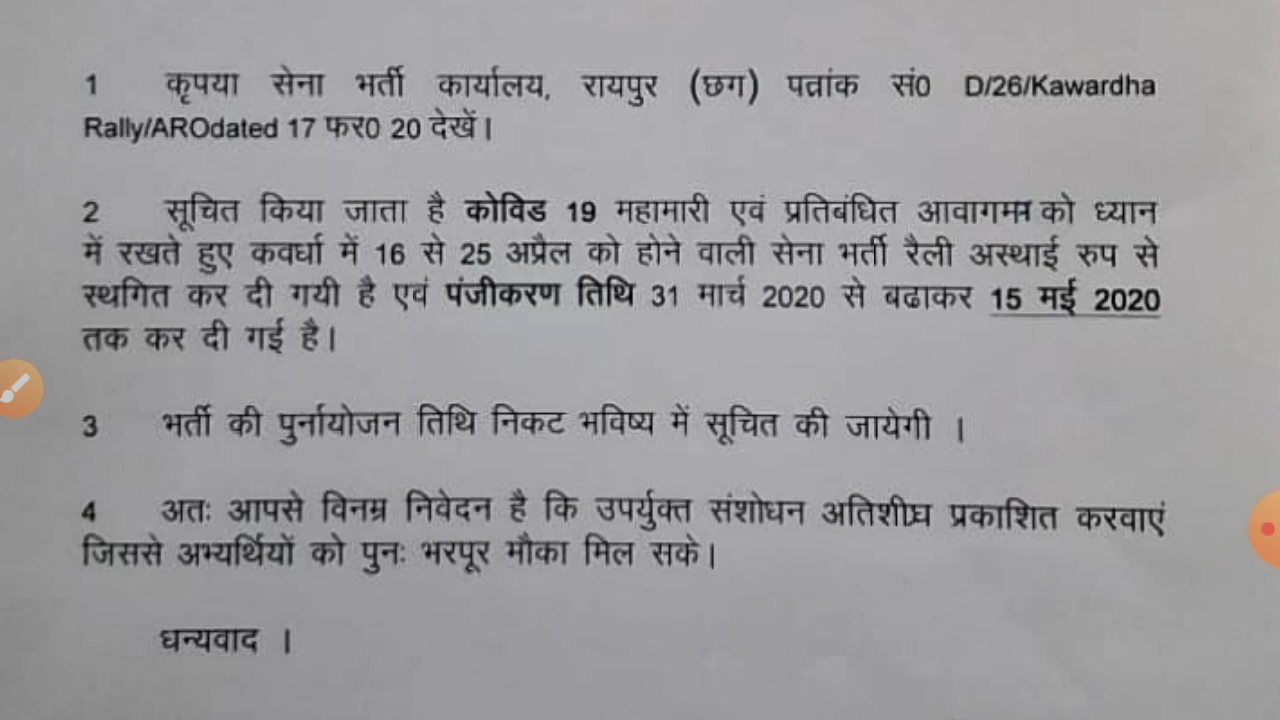 1 कृपया सेना भर्ती कार्यालय, रायपुर (छग) पत्रांक सं0 D/26/Kawardha
Rally/AROdated 17 फर0 20 देखें।
2 सूचित किया जाता है कोविड 19 महामारी एवं प्रतिबंधित आवागमन को ध्यान
में रखते हुए कवर्धा में 16 से 25 अप्रैल को होने वाली सेना भर्ती रैली अस्थाई रुप से
स्थगित कर दी गयी है एवं पंजीकरण तिथि 31 मार्च 2020 से बढाकर 15 मई 2020
तक कर दी गई है।
3 भर्ती की पुर्नायोजन तिथि निकट भविष्य में सूचित की जायेगी ।
4 अतः आपसे विनम्र निवेदन है कि उपर्युक्त संशोधन अतिशीघ्र प्रकाशित करवाएं
जिससे अभ्यर्थियों को पुनः भरपूर मौका मिल सके।
धन्यवाद ।